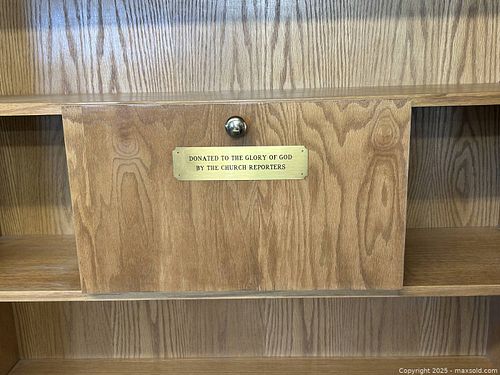 DONATED TO THE GLORY OF GOD
BY THE CHURCH REPORTERS
Copyright 2025 - maxsold.com